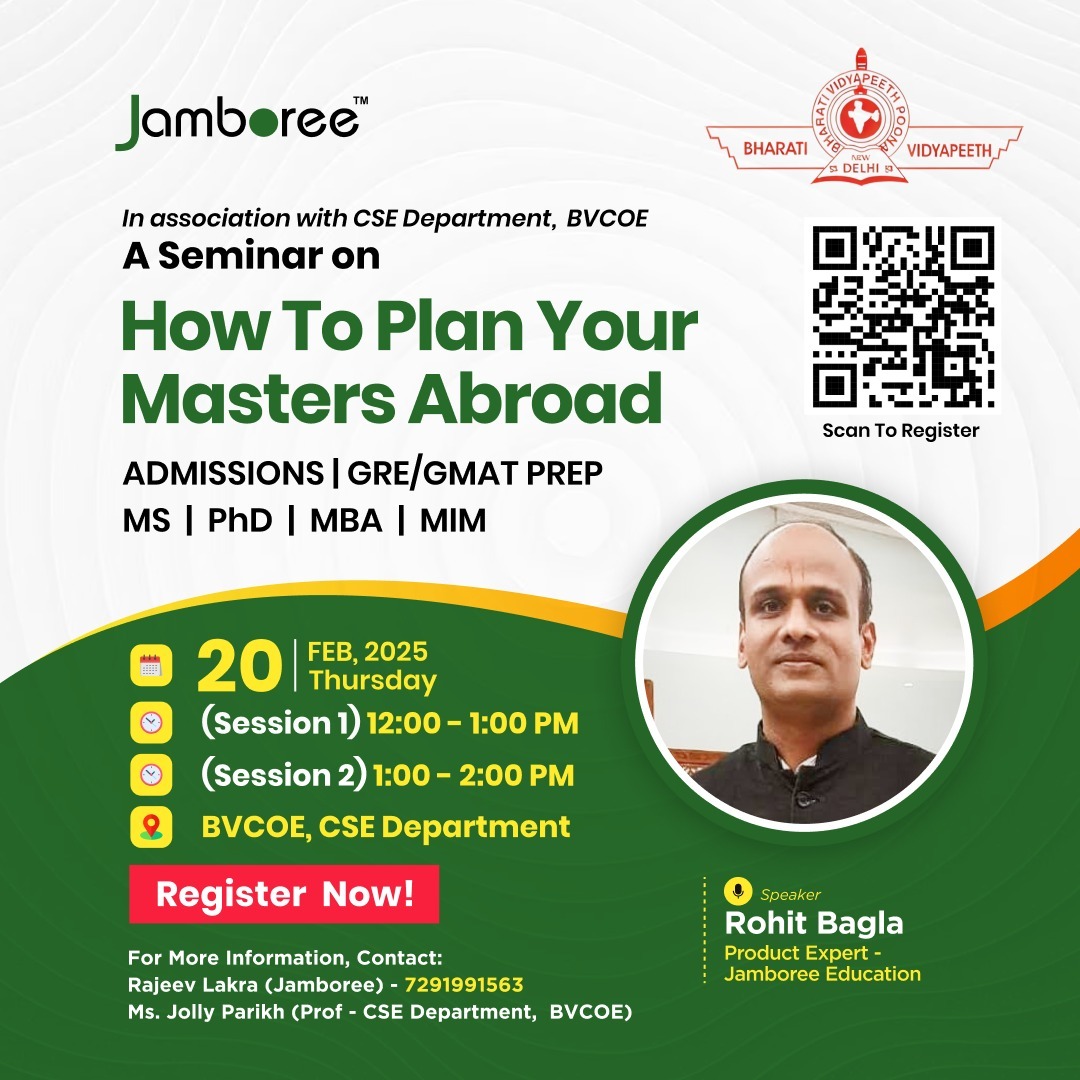 Jamboree™
BHARATI VIDYAPEETH POONA
BHARATI VIDYAPEETH
NEW
DELHI
In association with CSE Department, BVCOE
A Seminar on
How To Plan Your
Masters Abroad
Scan To Register
ADMISSIONS | GRE/GMAT PREP
MS | PhD | MBA | MIM
20 FEB, 2025
Thursday
(Session 1) 12:00 - 1:00 PM
(Session 2) 1:00 - 2:00 PM
BVCOE, CSE Department
Register Now!
For More Information, Contact:
Rajeev Lakra (Jamboree) - 7291991563
Ms. Jolly Parikh (Prof - CSE Department, BVCOE)
Speaker
Rohit Bagla
Product Expert -
Jamboree Education